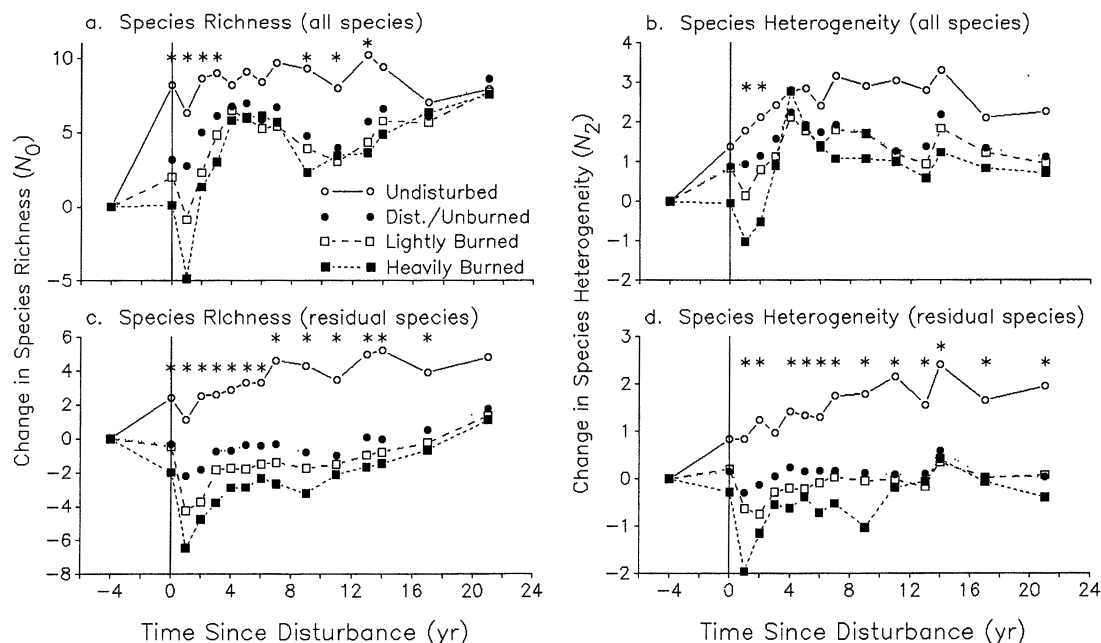 a. Species Richness (all species)
b. Species Heterogeneity (all species)
10
5
0
−5
* * * * * * *
Undisturbed
Dist./Unburned
Lightly Burned
Heavily Burned
4
3
2
1
0
−1
−2
* *
Change in Species Richness (N0)
Change in Species Heterogeneity (N2)
c. Species RIchness (residual species)
d. Species Heterogeneity (residual species)
6
4
2
0
−2
−4
−6
−8
* * * * * * * * * * * * *
3
2
1
0
−1
−2
* * * * * * * * * * * *
−4 0 4 8 12 16 20 24
−4 0 4 8 12 16 20 24
Time Since Disturbance (yr)
Time Since Disturbance (yr)